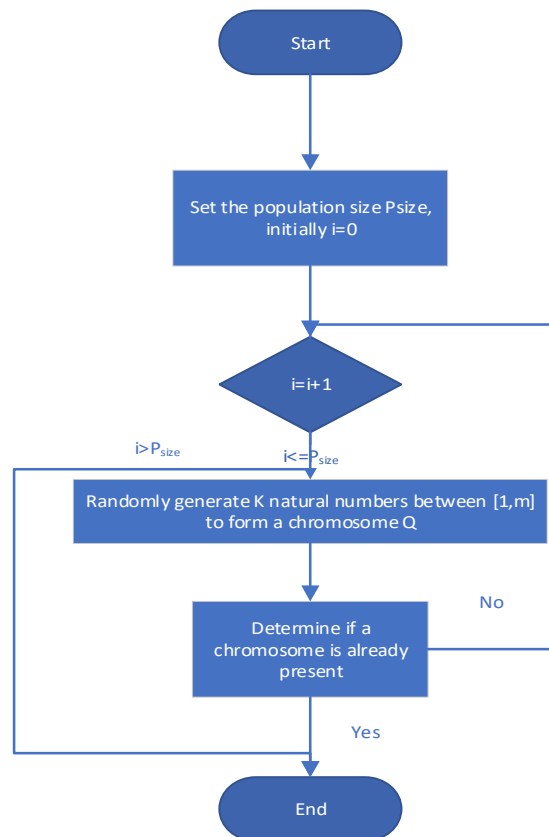 Start
Set the population size Psize,
initially i=0
i=i+1
i>Psize
i<=Psize
Randomly generate K natural numbers between [1,m]
to form a chromosome Q
No
Determine if a
chromosome is already
present
Yes
End